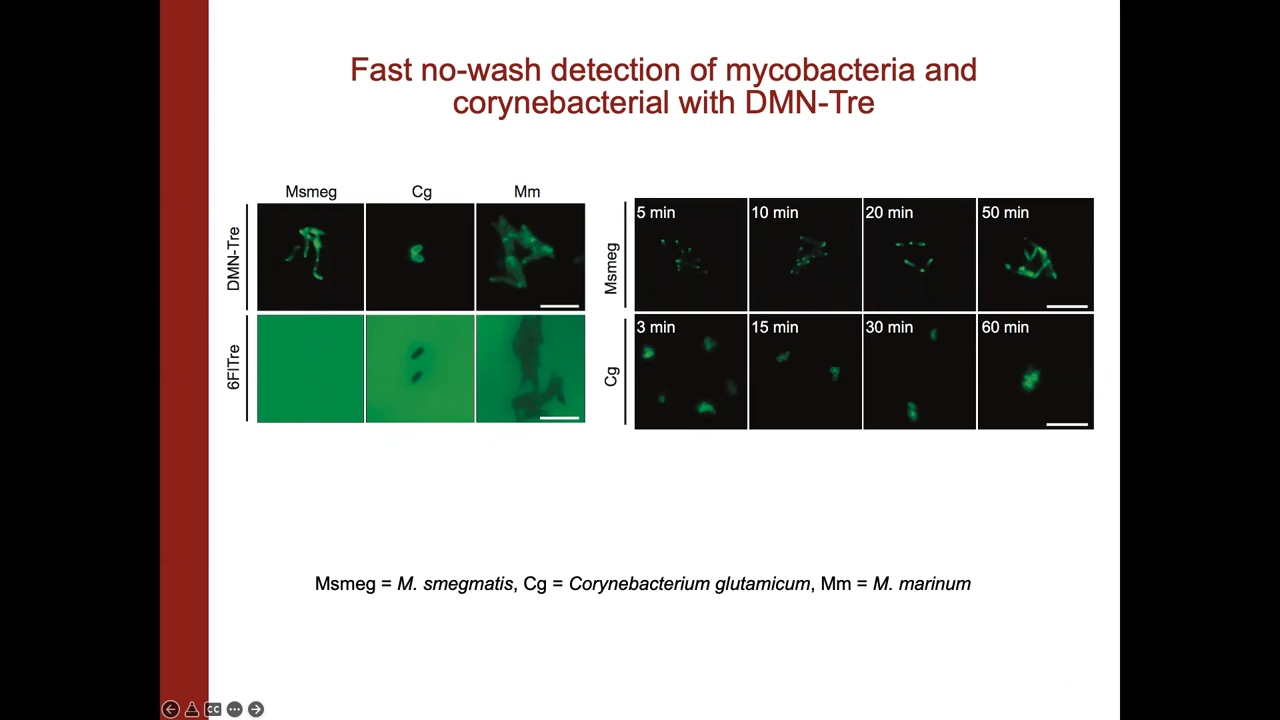 Fast no-wash detection of mycobacteria and
corynebacterial with DMN-Tre
Msmeg Cg Mm
DMN-Tre
6FlTre
Msmeg
5 min 10 min 20 min 50 min
Cg
3 min 15 min 30 min 60 min
Msmeg = M. smegmatis, Cg = Corynebacterium glutamicum, Mm = M. marinum
CC